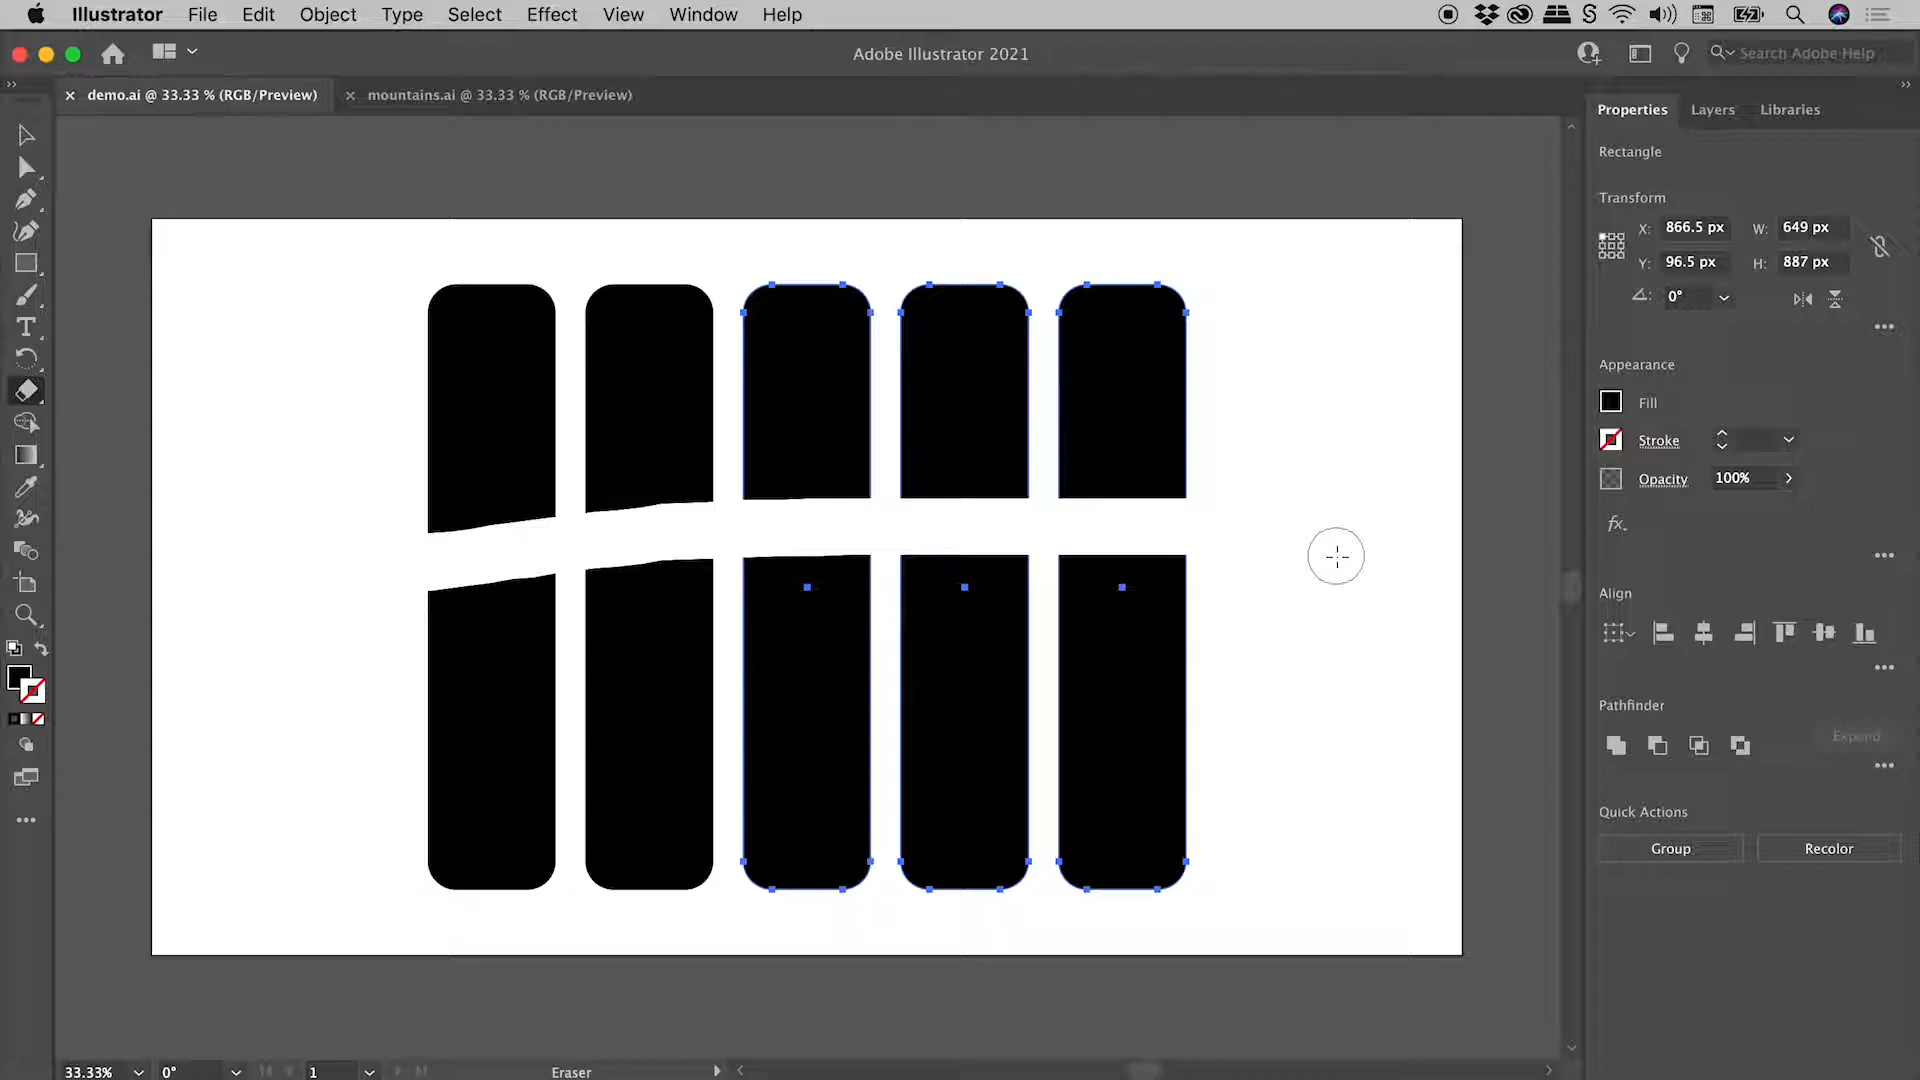 Illustrator File Edit Object Type Select Effect View Window Help
Adobe Illustrator 2021
Search Adobe Help
demo.ai @ 33.33 % (RGB/Preview)
mountains.ai @ 33.33 % (RGB/Preview)
Properties Layers Libraries
Rectangle
Transform
X: 866.5 px W: 649 px
Y: 96.5 px H: 887 px
0°
Appearance
Fill
Stroke
Opacity 100%
fx.
Align
Pathfinder
Expand
Quick Actions
Group Recolor
33.33% 0° 1 Eraser